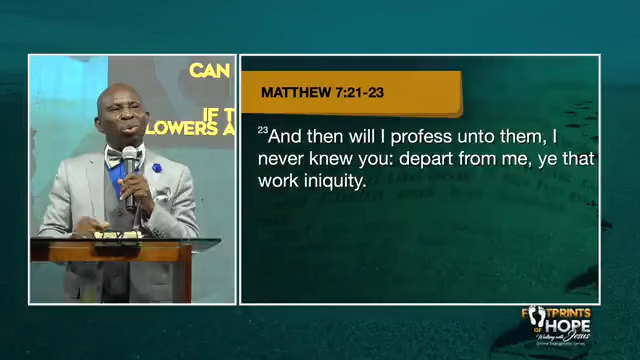 CAN
IF T
LOWERS A
MATTHEW 7:21-23
23And then will I profess unto them, I
never knew you: depart from me, ye that
work iniquity.
FOOTPRINTS
OF HOPE
Walking with Jesus